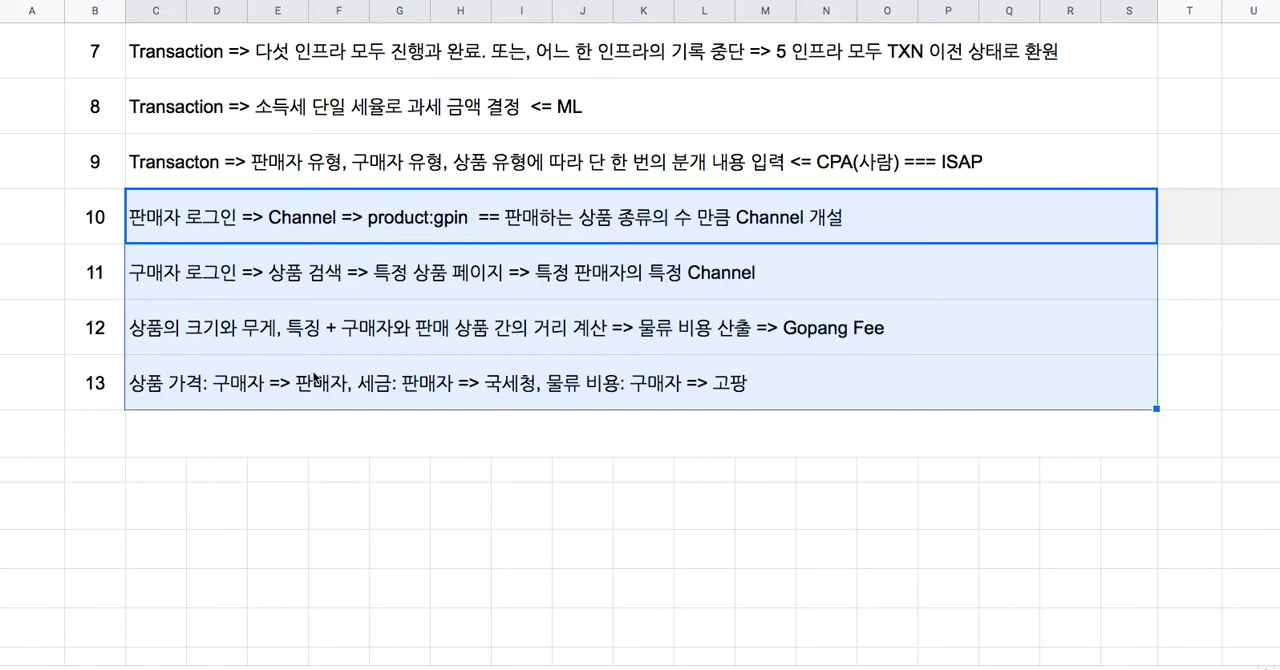 A B C D E F G H I J K L M N O P Q R S T U
7 Transaction => 다섯 인프라 모두 진행과 완료. 또는, 어느 한 인프라의 기록 중단 => 5 인프라 모두 TXN 이전 상태로 환원
8 Transaction => 소득세 단일 세율로 과세 금액 결정 <= ML
9 Transacton => 판매자 유형, 구매자 유형, 상품 유형에 따라 단 한 번의 분개 내용 입력 <= CPA(사람) === ISAP
10 판매자 로그인 => Channel => product:gpin == 판매하는 상품 종류의 수 만큼 Channel 개설
11 구매자 로그인 => 상품 검색 => 특정 상품 페이지 => 특정 판매자의 특정 Channel
12 상품의 크기와 무게, 특징 + 구매자와 판매 상품 간의 거리 계산 => 물류 비용 산출 => Gopang Fee
13 상품 가격: 구매자 => 판매자, 세금: 판매자 => 국세청, 물류 비용: 구매자 => 고팡